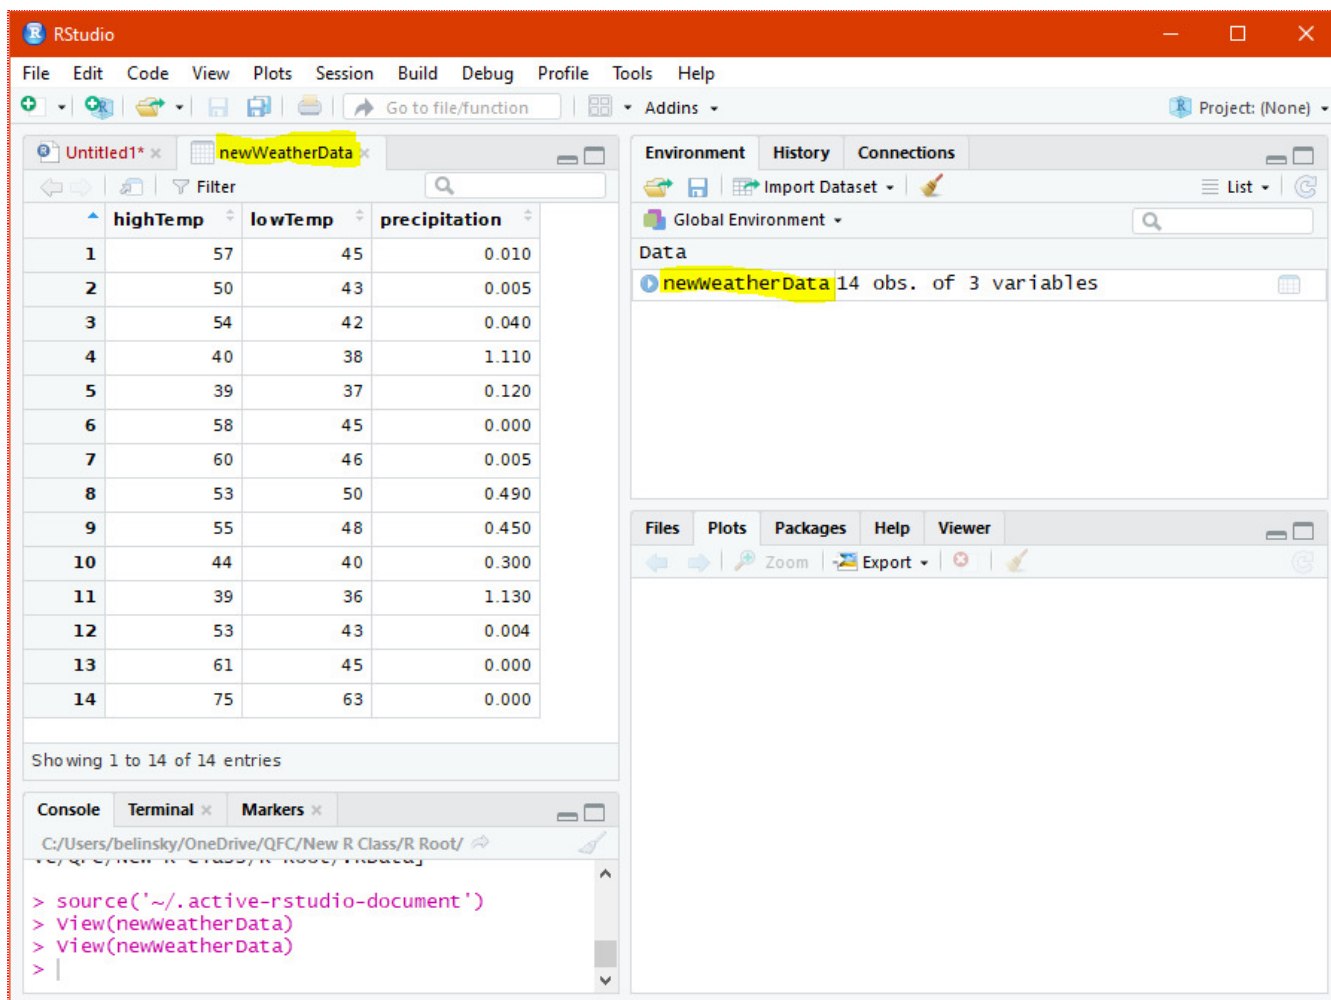 RStudio
File Edit Code View Plots Session Build Debug Profile Tools Help
Go to file/function Addins Project: (None)
Untitled1* newWeatherData
Filter
highTemp lowTemp precipitation
1 57 45 0.010
2 50 43 0.005
3 54 42 0.040
4 40 38 1.110
5 39 37 0.120
6 58 45 0.000
7 60 46 0.005
8 53 50 0.490
9 55 48 0.450
10 44 40 0.300
11 39 36 1.130
12 53 43 0.004
13 61 45 0.000
14 75 63 0.000
Showing 1 to 14 of 14 entries
Console Terminal Markers
C:/Users/belinsky/OneDrive/QFC/New R Class/R Root/
> source('~/.active-rstudio-document')
> View(newWeatherData)
> View(newWeatherData)
>
Environment History Connections
Import Dataset List
Global Environment
Data
newWeatherData 14 obs. of 3 variables
Files Plots Packages Help Viewer
Zoom Export